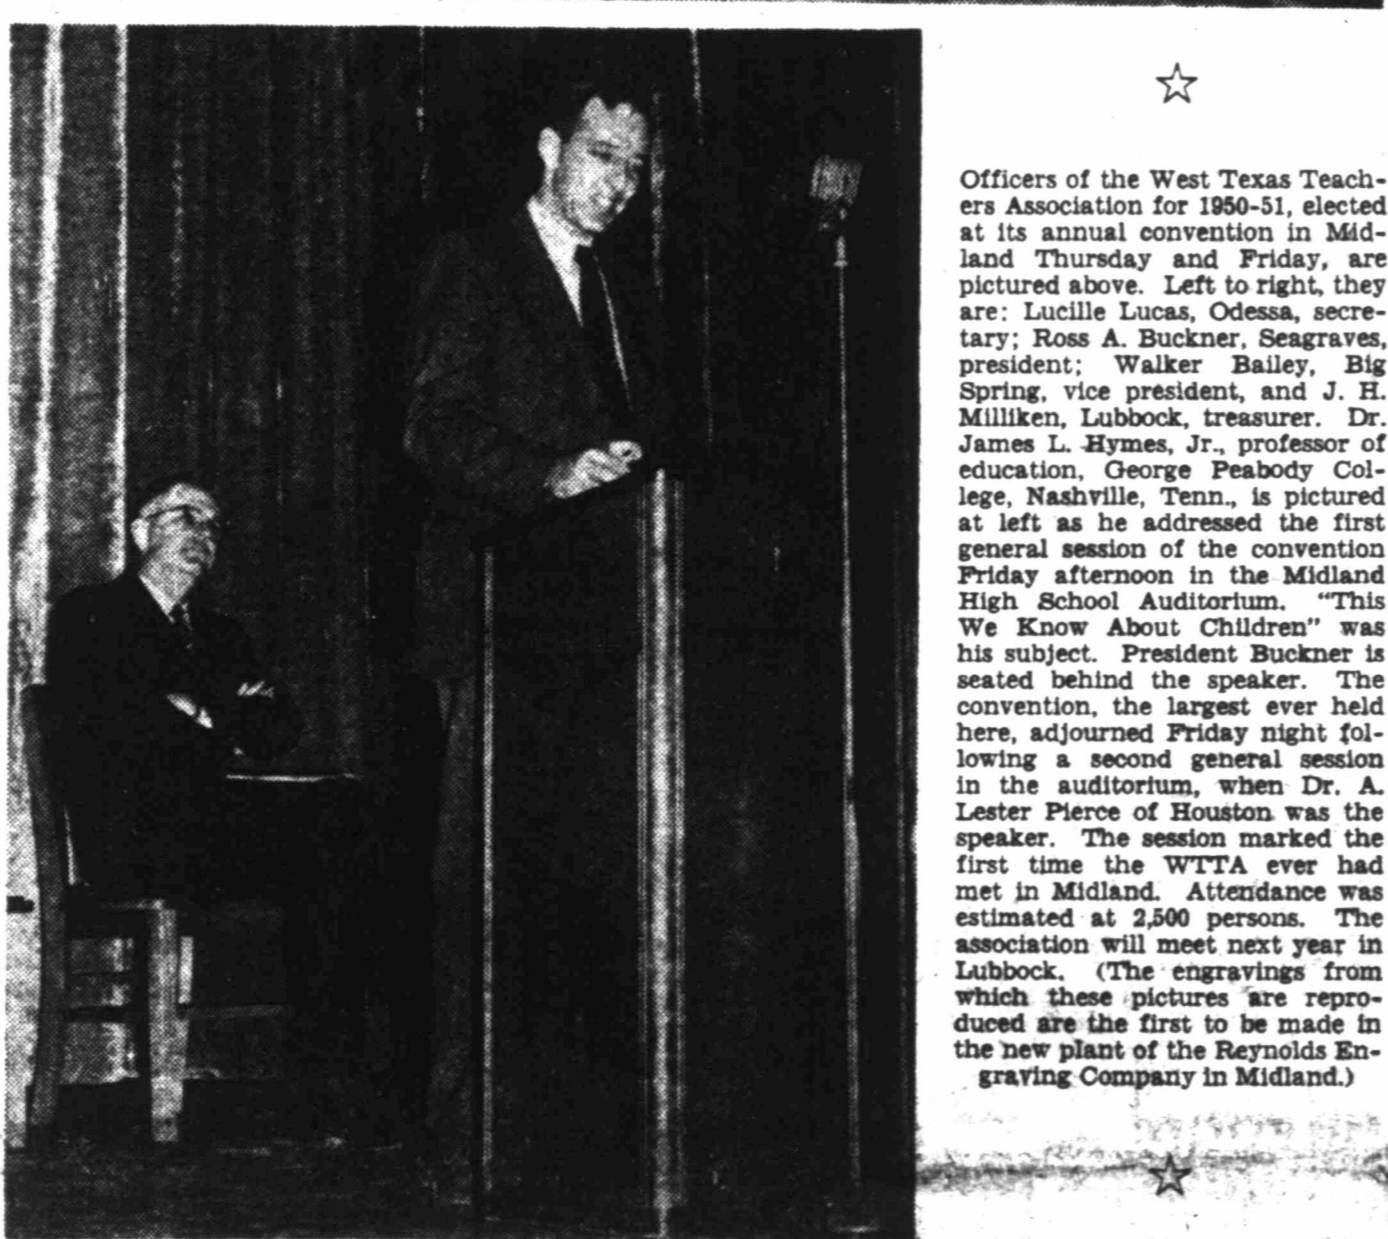 Officers of the West Texas Teach-
ers Association for 1950-51, elected
at its annual convention in Mid-
land Thursday and Friday, are
pictured above. Left to right, they
are: Lucille Lucas, Odessa, secre-
tary; Ross A. Buckner, Seagraves,
president; Walker Bailey, Big
Spring, vice president, and J. H.
Milliken, Lubbock, treasurer. Dr.
James L. Hymes, Jr., professor of
education, George Peabody Col-
lege, Nashville, Tenn., is pictured
at left as he addressed the first
general session of the convention
Friday afternoon in the Midland
High School Auditorium. “This
We Know About Children” was
his subject. President Buckner is
seated behind the speaker. The
convention, the largest ever held
here, adjourned Friday night fol-
lowing a second general session
in the auditorium, when Dr. A.
Lester Pierce of Houston was the
speaker. The session marked the
first time the WTTA ever had
met in Midland. Attendance was
estimated at 2,500 persons. The
association will meet next year in
Lubbock. (The engravings from
which these pictures are repro-
duced are the first to be made in
the new plant of the Reynolds En-
graving Company in Midland.)